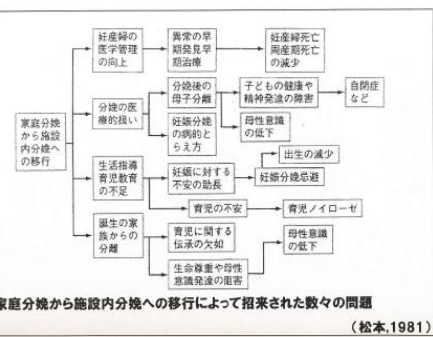 家庭分娩
から施設
内分娩へ
の移行
妊産婦の
医学管理
の向上
異常の早
期発見早
期治療
妊産婦死亡
周産期死亡
の減少
分娩の医
療的扱い
分娩後の
母子分離
子どもの健康や
精神発達の障害
自閉症
など
母性意識
の低下
妊娠分娩
の病的と
らえ方
生活指導
育児教育
の不足
妊娠に対する
不安の助長
出生の減少
妊娠分娩忌避
育児の不安
育児ノイローゼ
誕生の家
族からの
分離
育児に関する
伝承の欠如
母性意識
の低下
生命尊重や母性
意識発達の阻害
家庭分娩から施設内分娩への移行によって招来された数々の問題
(松本,1981)